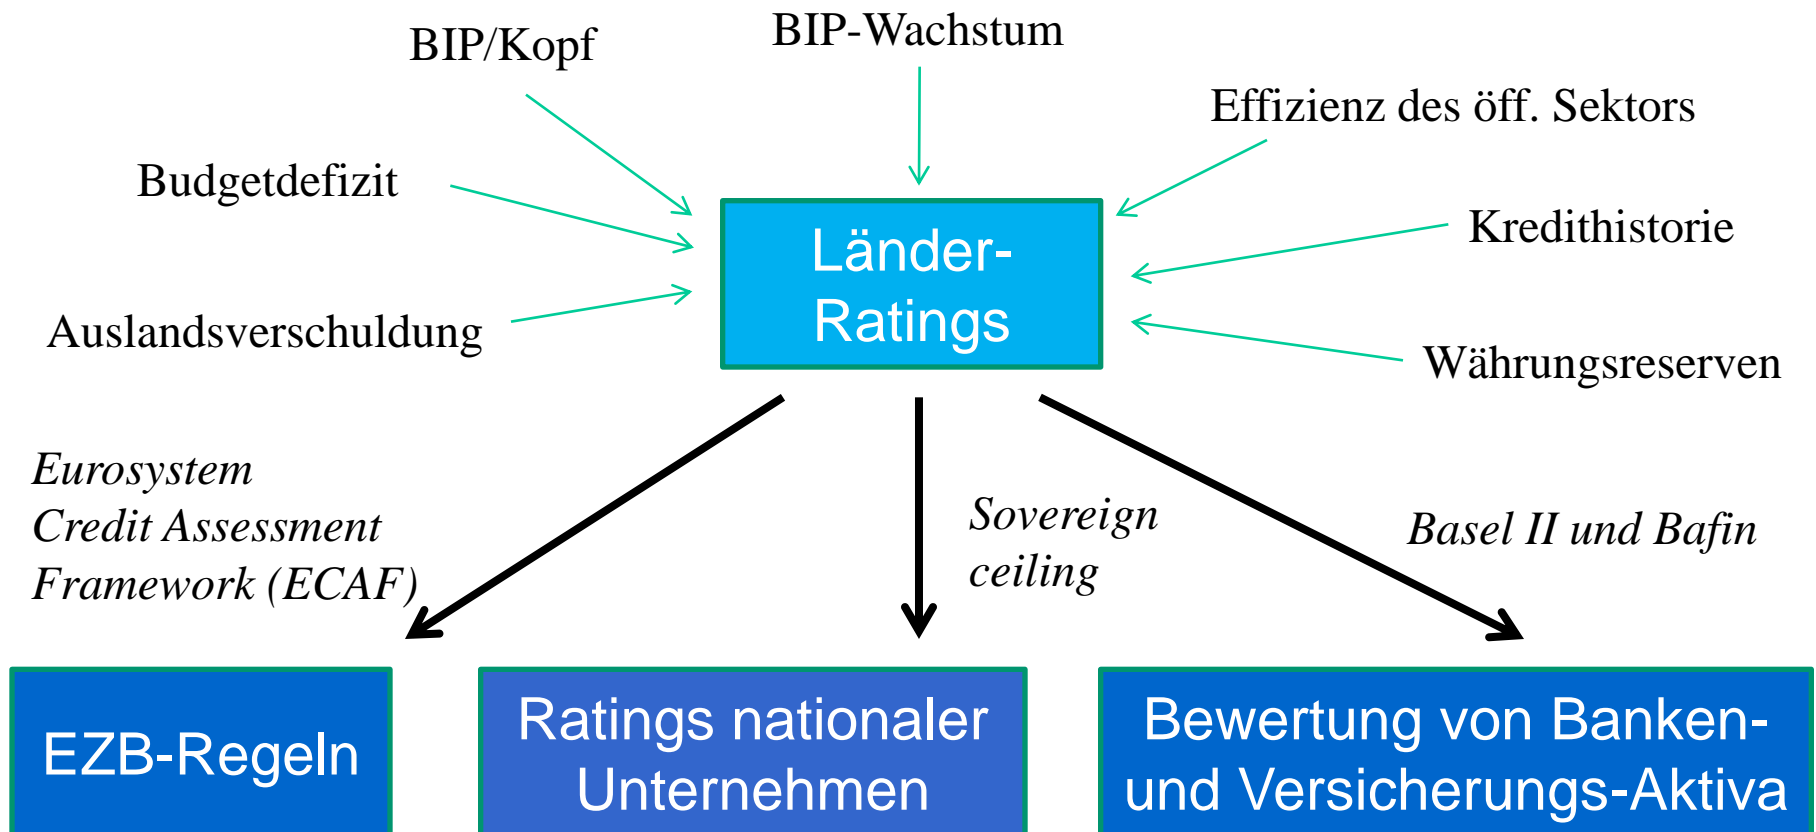 BIP/Kopf
BIP-Wachstum
Effizienz des öff. Sektors
Budgetdefizit
Kredithistorie
Auslandsverschuldung
Währungsreserven
Länder-
Ratings
Eurosystem
Credit Assessment
Framework (ECAF)
Sovereign
ceiling
Basel II und Bafin
EZB-Regeln
Ratings nationaler
Unternehmen
Bewertung von Banken-
und Versicherungs-Aktiva